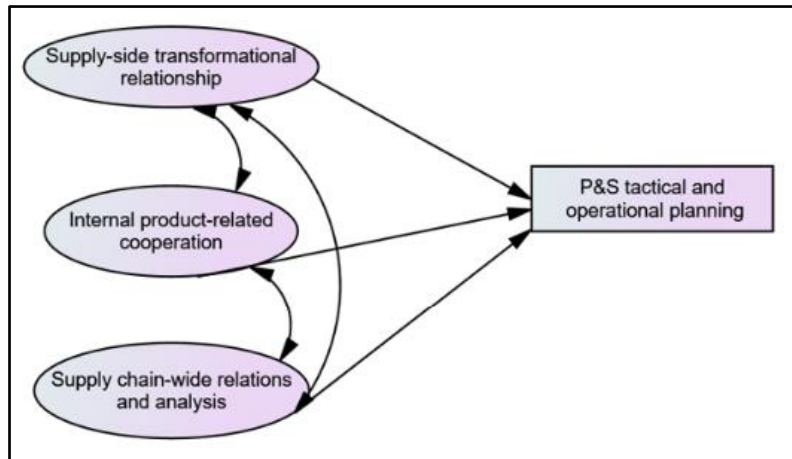 Supply-side transformational
relationship
P&S tactical and
operational planning
Internal product-related
cooperation
Supply chain-wide relations
and analysis